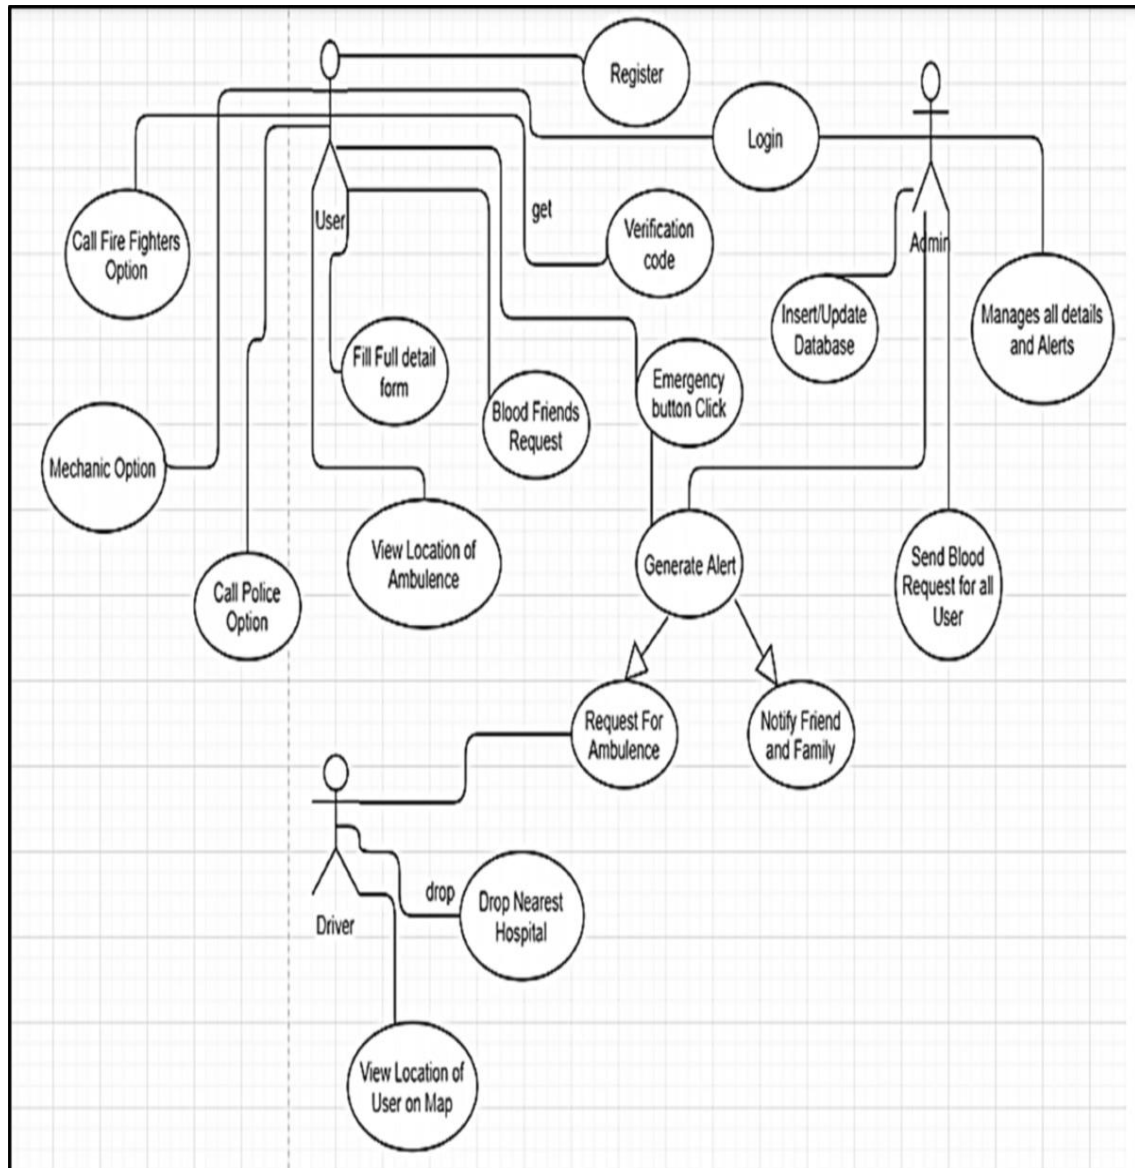 Register
Login
User
get
Verification
code
Admin
Call Fire Fighters
Option
Insert/Update
Database
Manages all details
and Alerts
Fill Full detail
form
Blood Friends
Request
Emergency
button Click
Mechanic Option
View Location of
Ambulence
Generate Alert
Send Blood
Request for all
User
Call Police
Option
Request For
Ambulence
Notify Friend
and Family
drop
Drop Nearest
Hospital
Driver
View Location of
User on Map